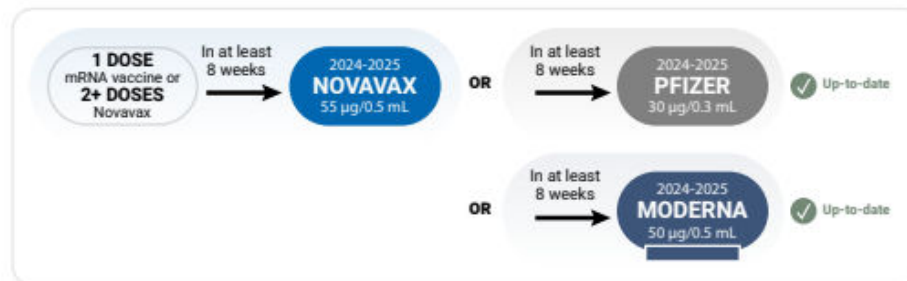 1 DOSE
mRNA vaccine or
2+ DOSES
Novavax
In at least
8 weeks
2024-2025
NOVAVAX
55 µg/0.5 mL
OR
In at least
8 weeks
2024-2025
PFIZER
30 µg/0.3 mL
Up-to-date
OR
In at least
8 weeks
2024-2025
MODERNA
50 µg/0.5 mL
Up-to-date